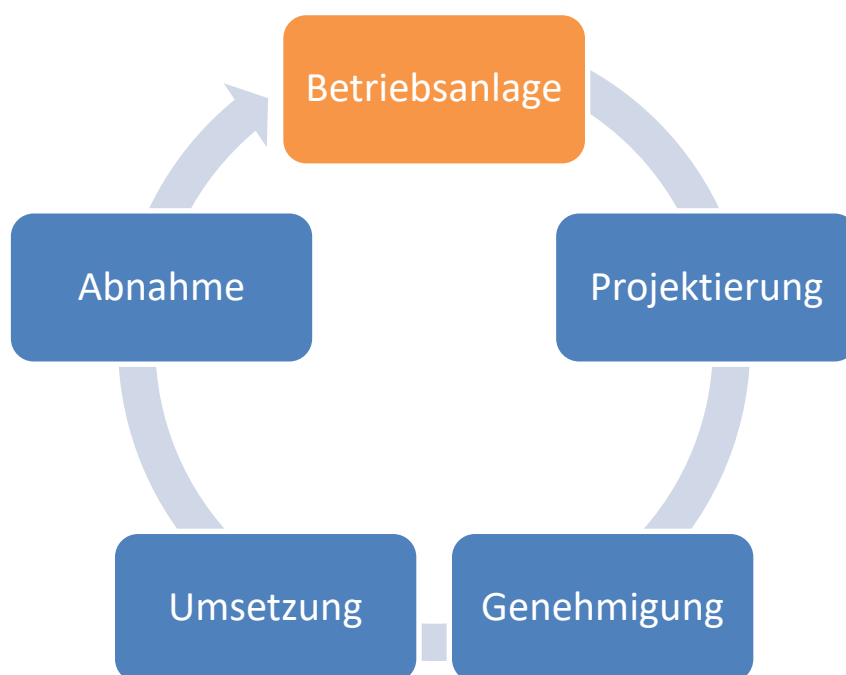 Betriebsanlage
Projektierung
Genehmigung
Umsetzung
Abnahme